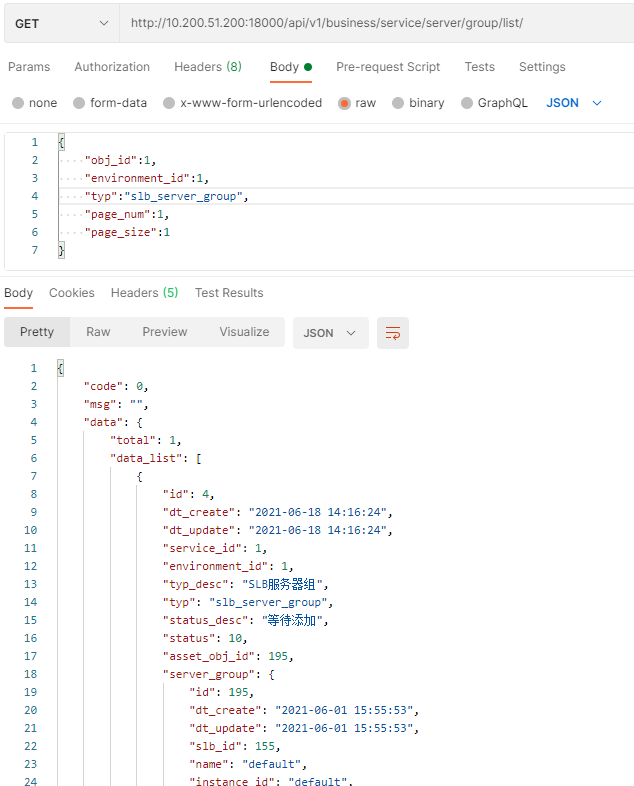 GET http://10.200.51.200:18000/api/v1/business/service/server/group/list/
Params Authorization Headers (8) Body Pre-request Script Tests Settings
none form-data x-www-form-urlencoded raw binary GraphQL JSON
1 {
2 "obj_id":1,
3 "environment_id":1,
4 "typ":"slb_server_group",
5 "page_num":1,
6 "page_size":1
7 }
Body Cookies Headers (5) Test Results
Pretty Raw Preview Visualize JSON
1 {
2 "code": 0,
3 "msg": "",
4 "data": {
5 "total": 1,
6 "data_list": [
7 {
8 "id": 4,
9 "dt_create": "2021-06-18 14:16:24",
10 "dt_update": "2021-06-18 14:16:24",
11 "service_id": 1,
12 "environment_id": 1,
13 "typ_desc": "SLB服务器组",
14 "typ": "slb_server_group",
15 "status_desc": "等待添加",
16 "status": 10,
17 "asset_obj_id": 195,
18 "server_group": {
19 "id": 195,
20 "dt_create": "2021-06-01 15:55:53",
21 "dt_update": "2021-06-01 15:55:53",
22 "slb_id": 155,
23 "name": "default",
24 "instance_id": "default",